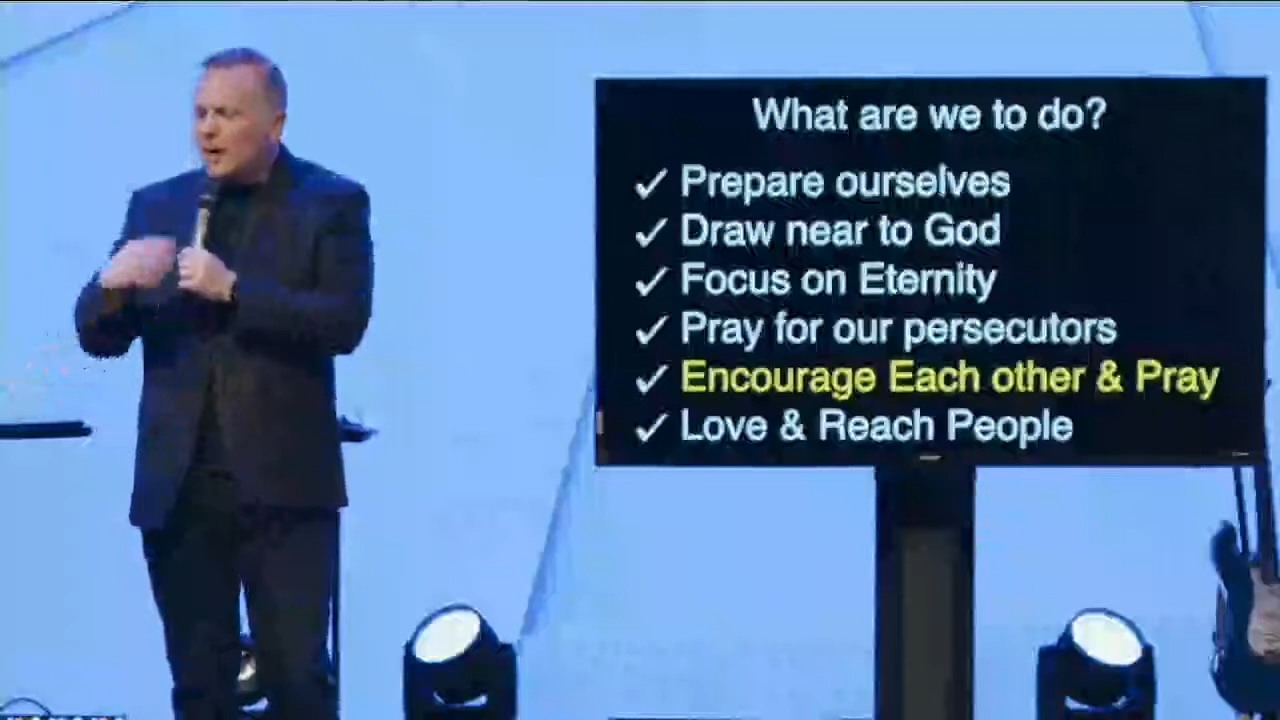 What are we to do?
✓ Prepare ourselves
✓ Draw near to God
✓ Focus on Eternity
✓ Pray for our persecutors
✓ Encourage Each other & Pray
✓ Love & Reach People